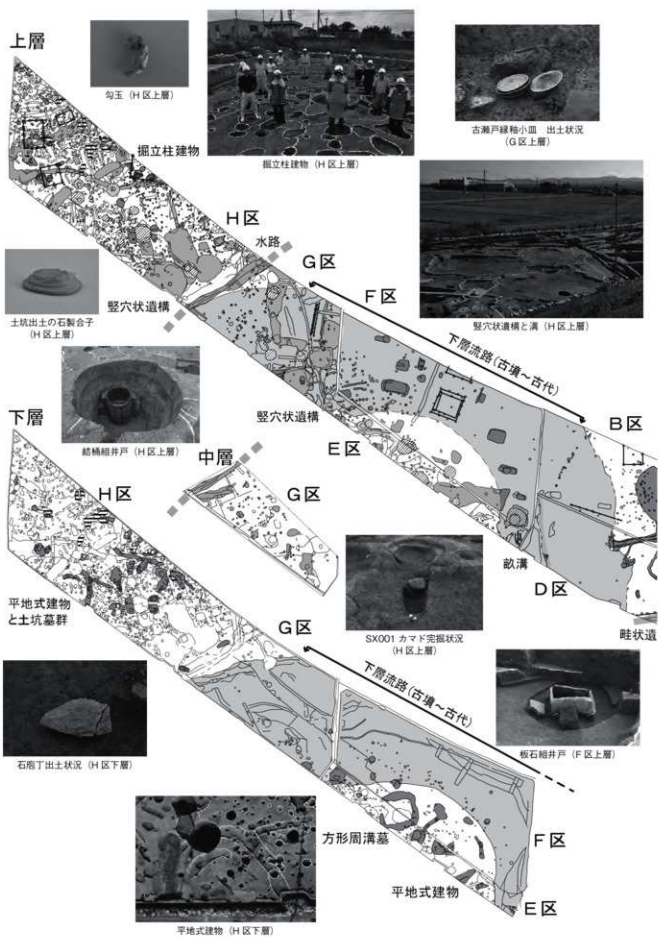 上層
勾玉（H区上層）
掘立柱建物（H区上層）
古瀬戸縁釉小皿　出土状況
（G区上層）
掘立柱建物
H区
水路
G区
F区
下層流路（古墳～古代）
竪穴状遺構と溝（H区上層）
土坑出土の石製合子
（H区上層）
竪穴状遺構
B区
結桶組井戸（H区上層）
竪穴状遺構
E区
下層
中層
H区
G区
畝溝
D区
畦状遺
平地式建物
と土坑墓群
SX001 カマド完掘状況
（H区上層）
G区
下層流路（古墳～古代）
石庖丁出土状況（H区下層）
板石組井戸（F区上層）
方形周溝墓
F区
平地式建物
E区
平地式建物（H区下層）